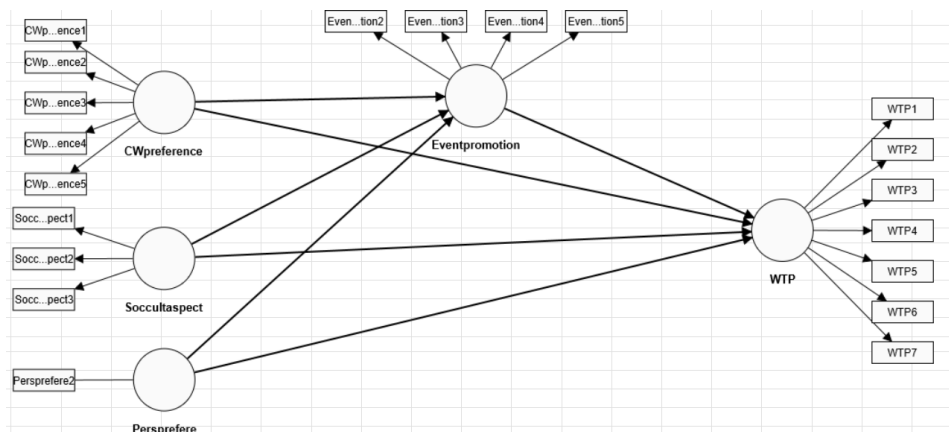 Even...tion2
Even...tion3
Even...tion4
Even...tion5
CWp...ence1
CWp...ence2
CWp...ence3
CWp...ence4
CWp...ence5
CWpreference
Eventpromotion
WTP1
WTP2
WTP3
WTP4
WTP5
WTP6
WTP7
WTP
Socc...pect1
Socc...pect2
Socc...pect3
Soccultaspect
Persprefere2
Persprefere